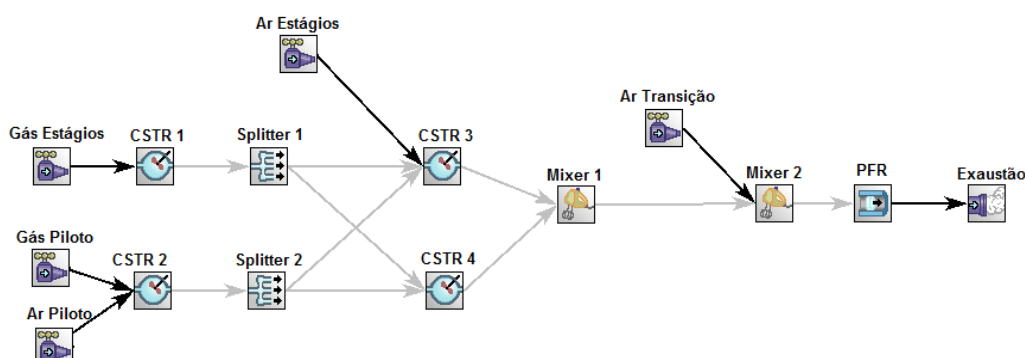 Ar Estágios
Gás Estágios
CSTR 1
Splitter 1
CSTR 3
Ar Transição
Mixer 1
Mixer 2
PFR
Exaustão
Gás Piloto
CSTR 2
Splitter 2
CSTR 4
Ar Piloto